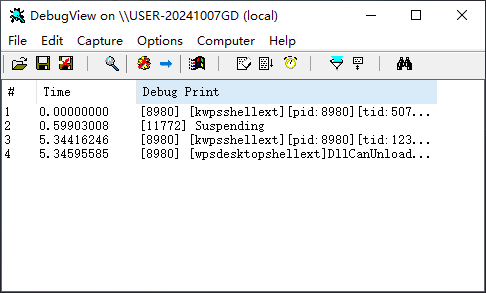 DebugView on \\USER-20241007GD (local)
File Edit Capture Options Computer Help
# Time Debug Print
1 0.00000000 [8980] [kwpsshellext][pid:8980][tid:507...
2 0.59903008 [11772] Suspending
3 5.34416246 [8980] [kwpsshellext][pid:8980][tid:123...
4 5.34595585 [8980] [wpsdesktopshellext]DllCanUnload...